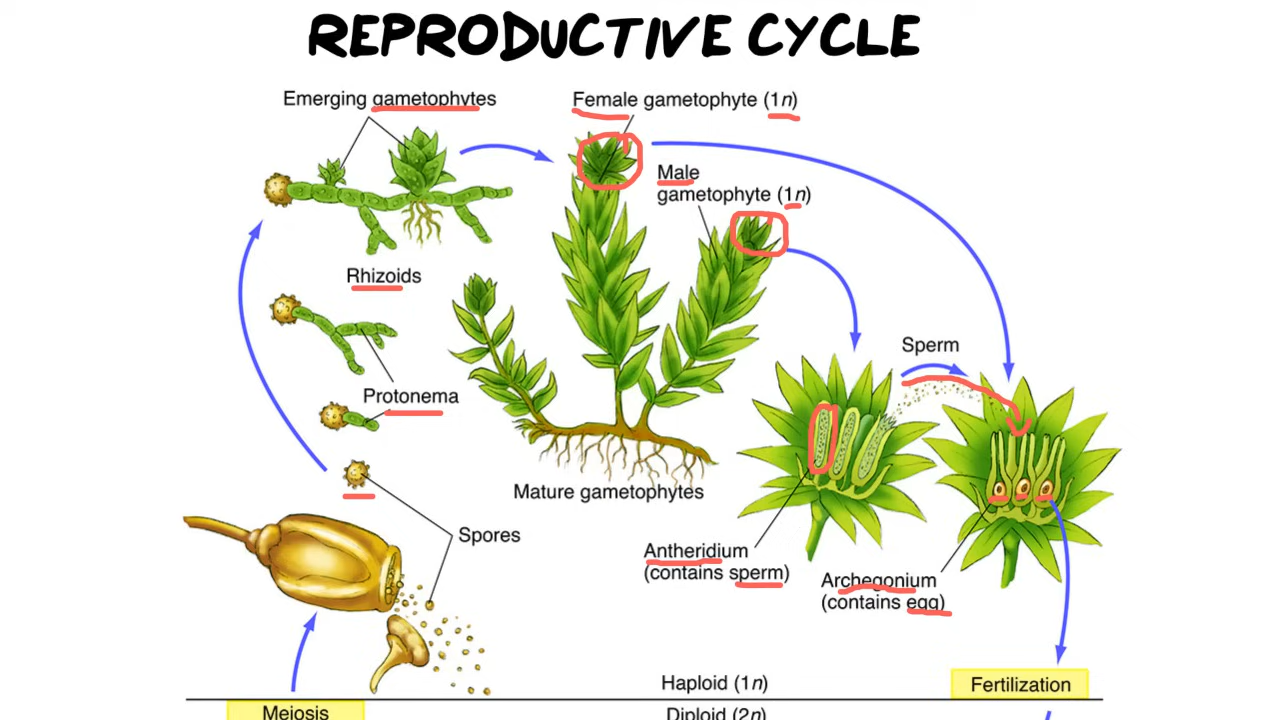 REPRODUCTIVE CYCLE
Emerging gametophytes
Female gametophyte (1n)
Male
gametophyte (1n)
Rhizoids
Protonema
Sperm
Mature gametophytes
Spores
Antheridium
(contains sperm)
Archegonium
(contains egg)
Haploid (1n)
Fertilization
Meiosis
Diploid (2n)